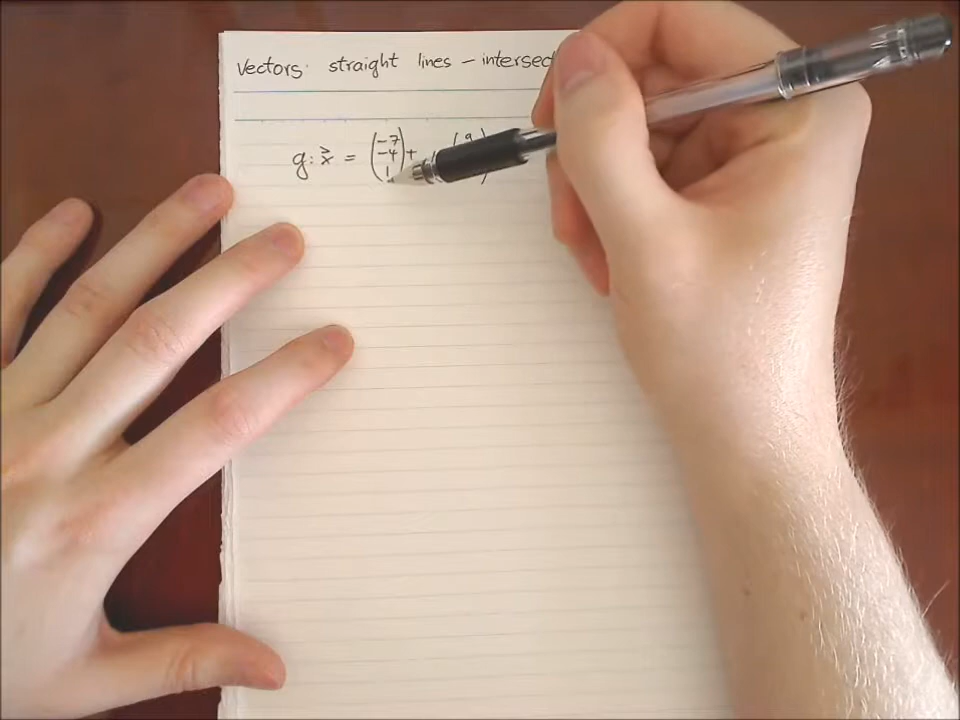 Vectors: straight lines – intersec
g: x⃗ = (-7 -4 1) +